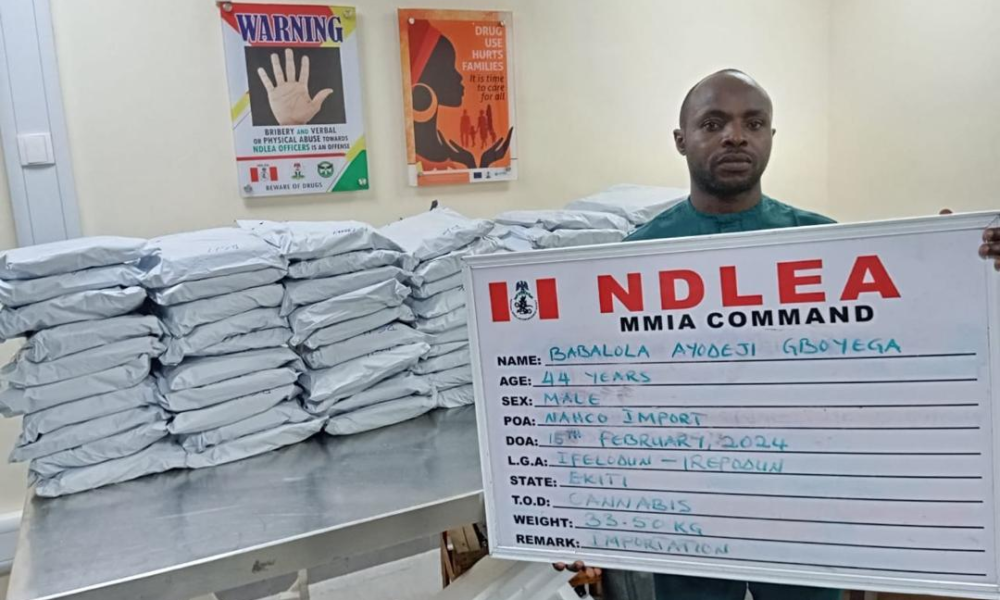 WARNING
BRIBERY AND VERBAL
OR PHYSICAL ABUSE TOWARDS
NDLEA OFFICERS IS AN OFFENSE
BEWARE OF DRUGS
DRUG
USE
HURTS
FAMILIES
It is time
to care
for all
NDLEA
MMIA COMMAND
NAME: BABALOLA AYODEJI GBOYEGA
AGE: 44 YEARS
SEX: MALE
POA: NAHCO IMPORT
DOA: 15TH FEBRUARY, 2024
L.G.A: IFELODUN - IREPODUN
STATE: EKITI
T.O.D: CANNABIS
WEIGHT: 33.50KG
REMARK: IMPORTATION